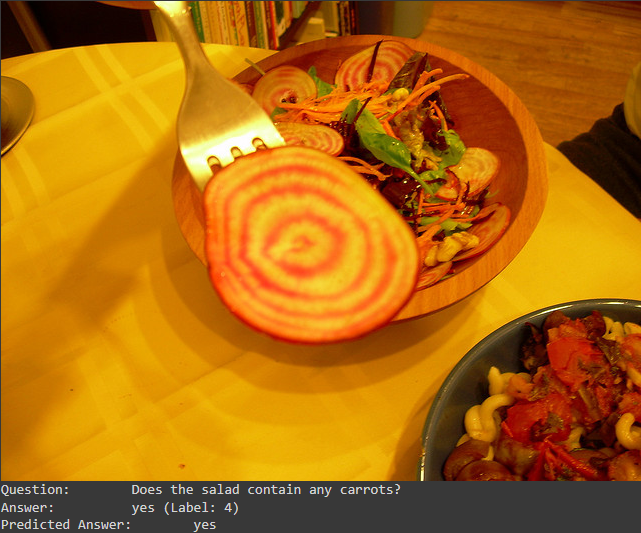 Question: Does the salad contain any carrots?
Answer: yes (Label: 4)
Predicted Answer: yes